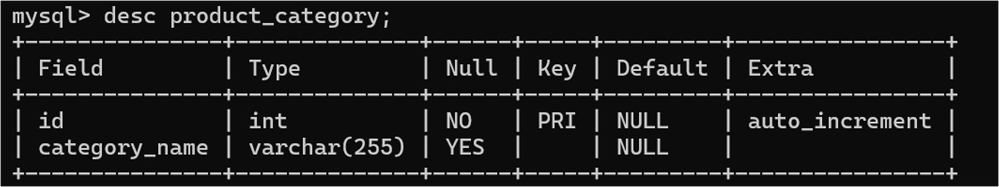 mysql> desc product_category;
+---------------+--------------+------+-----+---------+----------------+
| Field         | Type         | Null | Key | Default | Extra          |
+---------------+--------------+------+-----+---------+----------------+
| id            | int          | NO   | PRI | NULL    | auto_increment |
| category_name | varchar(255) | YES  |     | NULL    |                |
+---------------+--------------+------+-----+---------+----------------+